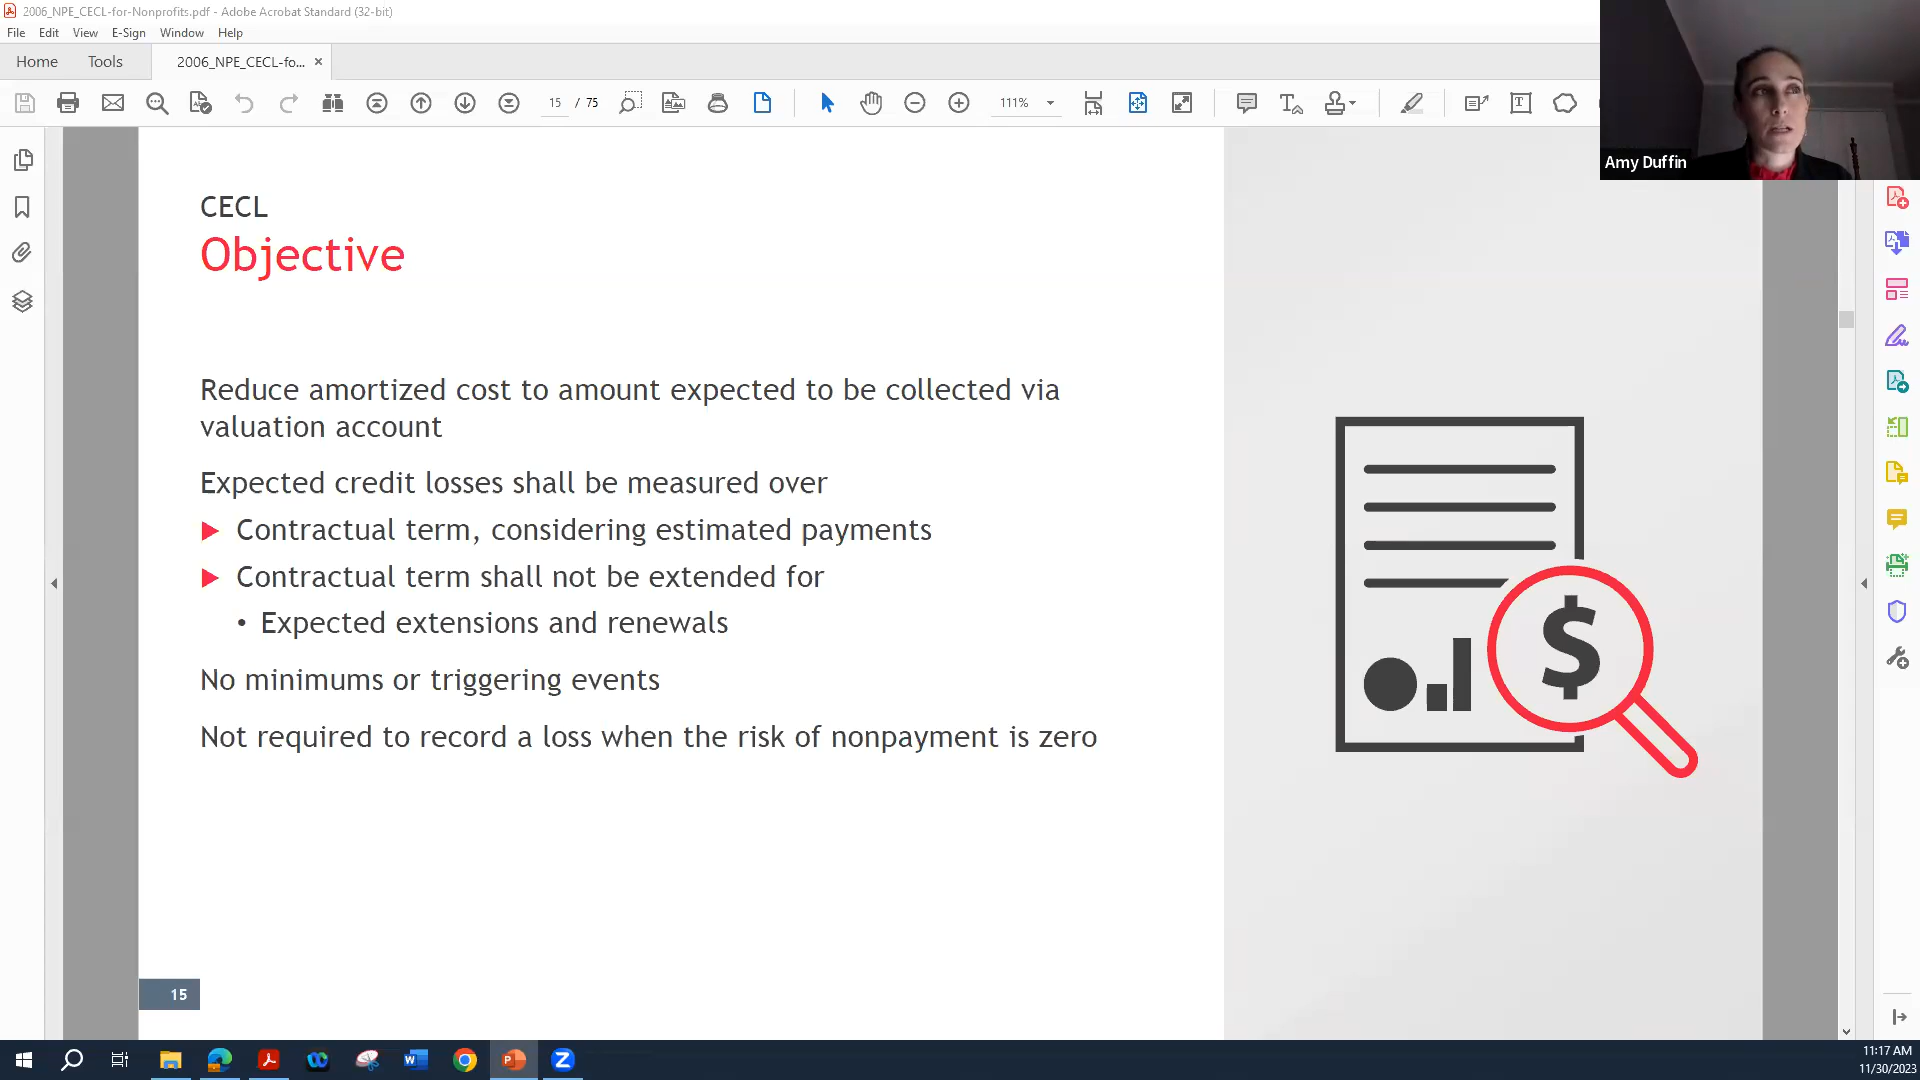 2006_NPE_CECL-for-Nonprofits.pdf - Adobe Acrobat Standard (32-bit)
File Edit View E-Sign Window Help
Home Tools 2006_NPE_CECL-fo... ×
15 / 75 111%
Amy Duffin
CECL
Objective
Reduce amortized cost to amount expected to be collected via
valuation account
Expected credit losses shall be measured over
► Contractual term, considering estimated payments
► Contractual term shall not be extended for
• Expected extensions and renewals
No minimums or triggering events
Not required to record a loss when the risk of nonpayment is zero
$
15
11:17 AM
11/30/2023